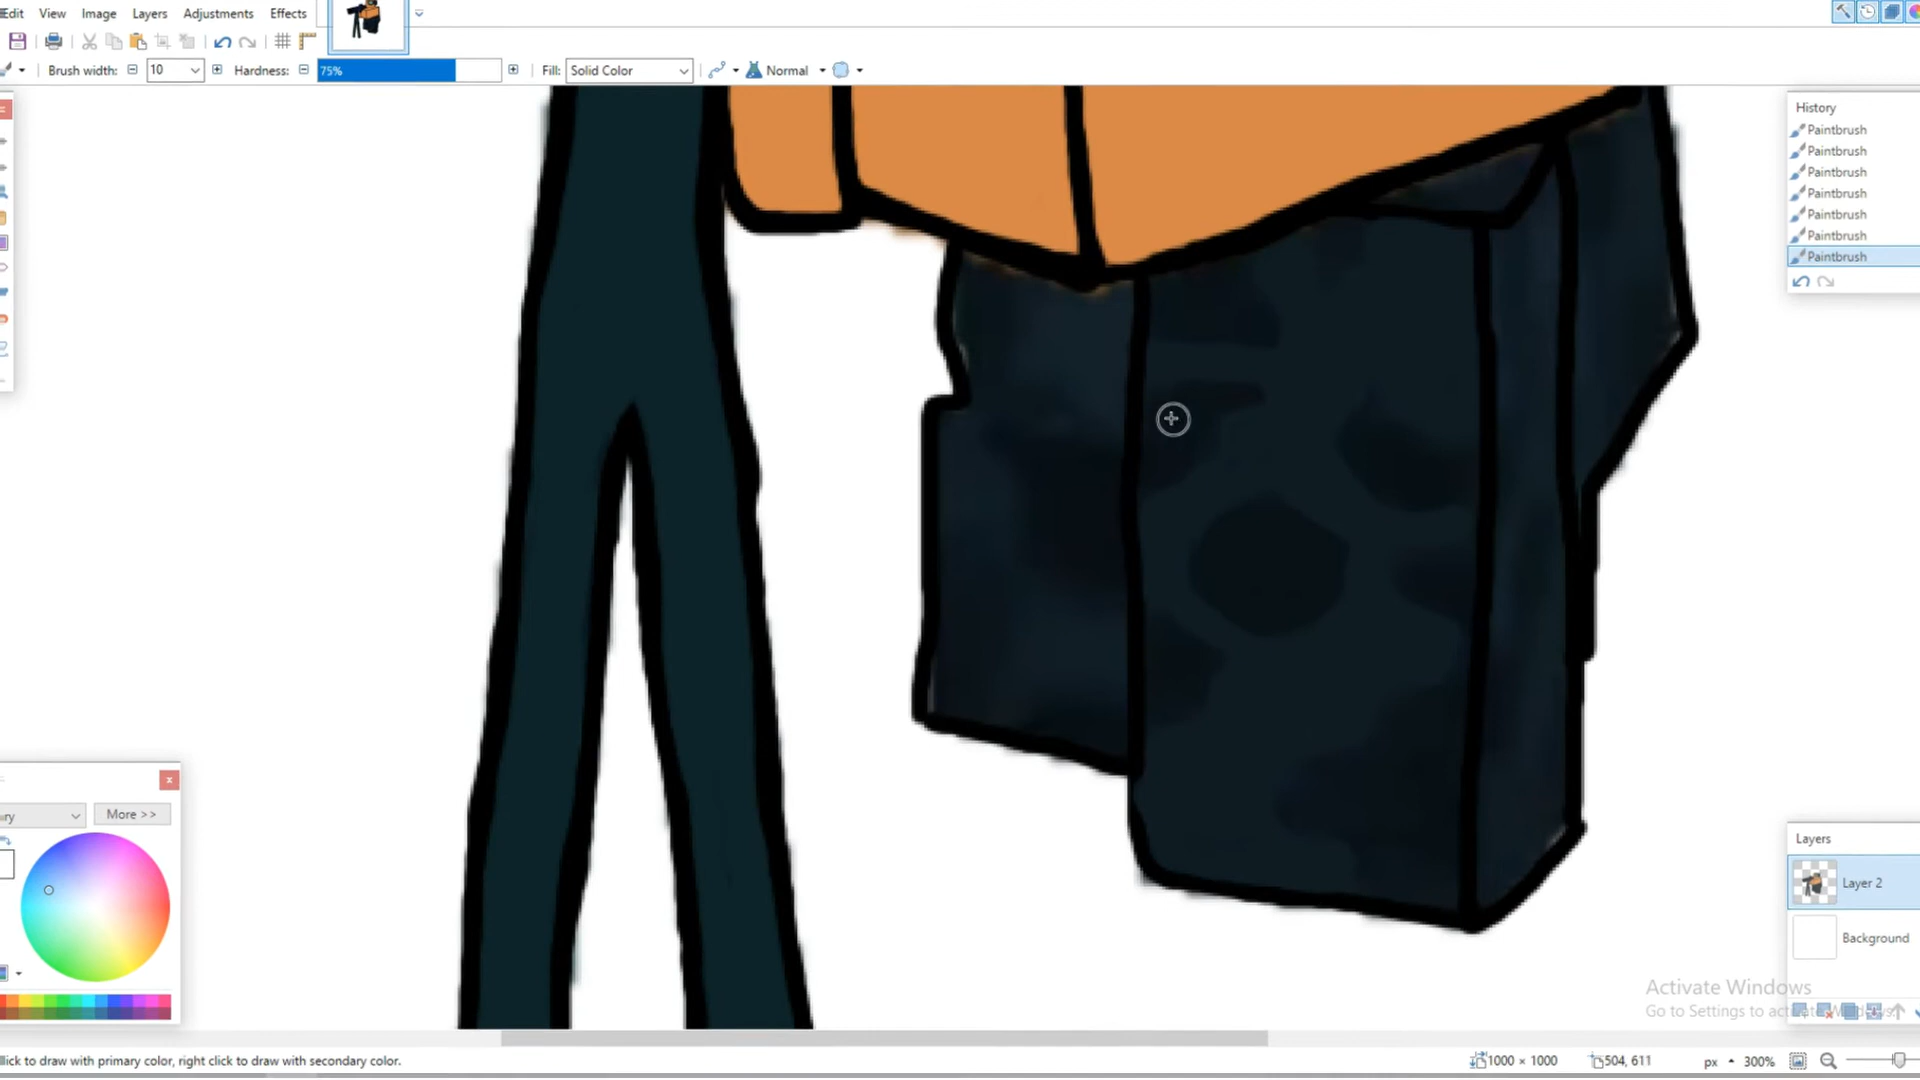 Edit View Image Layers Adjustments Effects
Brush width: 10 Hardness: 75% Fill: Solid Color Normal
History
Paintbrush
Paintbrush
Paintbrush
Paintbrush
Paintbrush
Paintbrush
Paintbrush
More >>
Layers
Layer 2
Background
Activate Windows
lick to draw with primary color, right click to draw with secondary color.
1000 × 1000 504, 611 px 300%